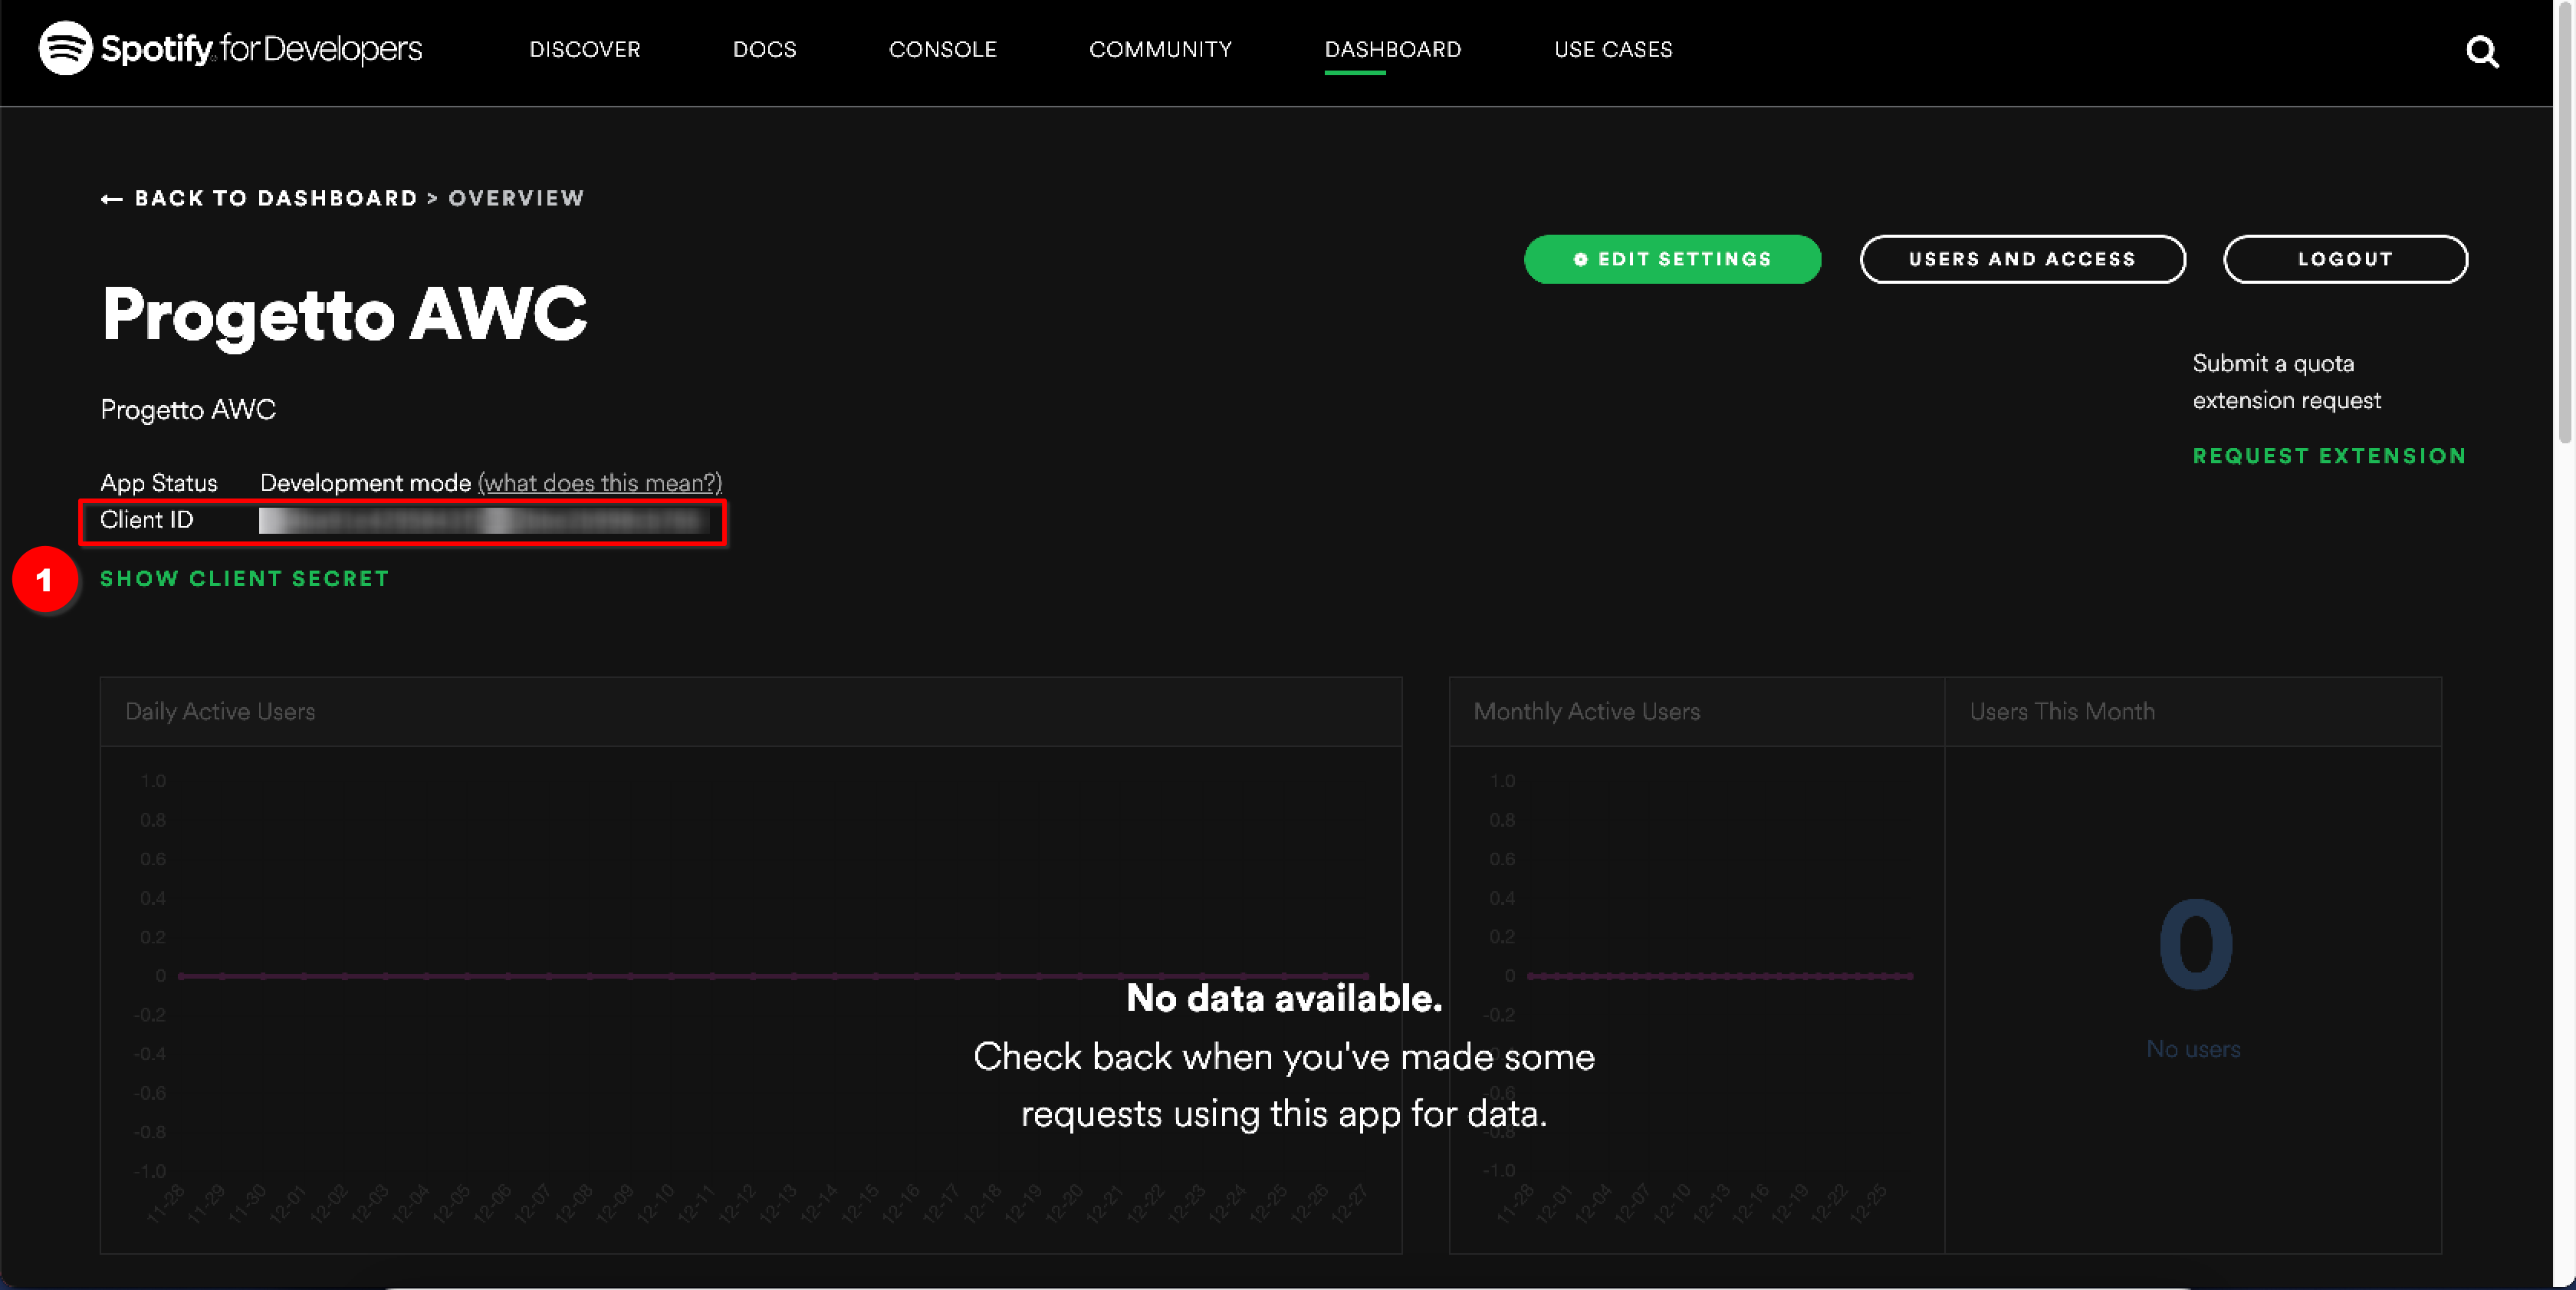 Spotify for Developers
DISCOVER
DOCS
CONSOLE
COMMUNITY
DASHBOARD
USE CASES
← BACK TO DASHBOARD > OVERVIEW
EDIT SETTINGS
USERS AND ACCESS
LOGOUT
Progetto AWC
Submit a quota
extension request
REQUEST EXTENSION
Progetto AWC
App Status Development mode (what does this mean?)
Client ID
1
SHOW CLIENT SECRET
Daily Active Users
1.0
0.8
0.6
0.4
0.2
0
-0.2
-0.4
-0.6
-0.8
-1.0
11-28 11-29 11-30 12-01 12-02 12-03 12-04 12-05 12-06 12-07 12-08 12-09 12-10 12-11 12-12 12-13 12-14 12-15 12-16 12-17 12-18 12-19 12-20 12-21 12-22 12-23 12-24 12-25 12-26 12-27
Monthly Active Users
1.0
0.8
0.6
0.4
0.2
0
-0.2
-0.6
-0.8
-1.0
11-28 12-01 12-04 12-07 12-10 12-13 12-16 12-19 12-22 12-25
Users This Month
0
No users
No data available.
Check back when you've made some
requests using this app for data.